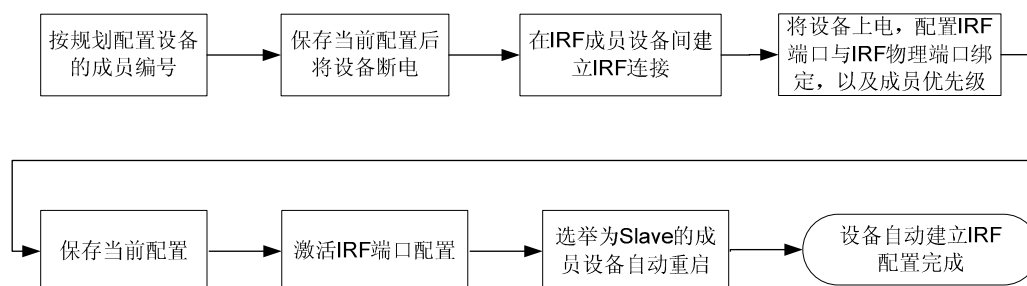 按规划配置设备
的成员编号
保存当前配置后
将设备断电
在IRF成员设备间建
立IRF连接
将设备上电，配置IRF
端口与IRF物理端口绑
定，以及成员优先级
保存当前配置
激活IRF端口配置
选举为Slave的成
员设备自动重启
设备自动建立IRF
配置完成